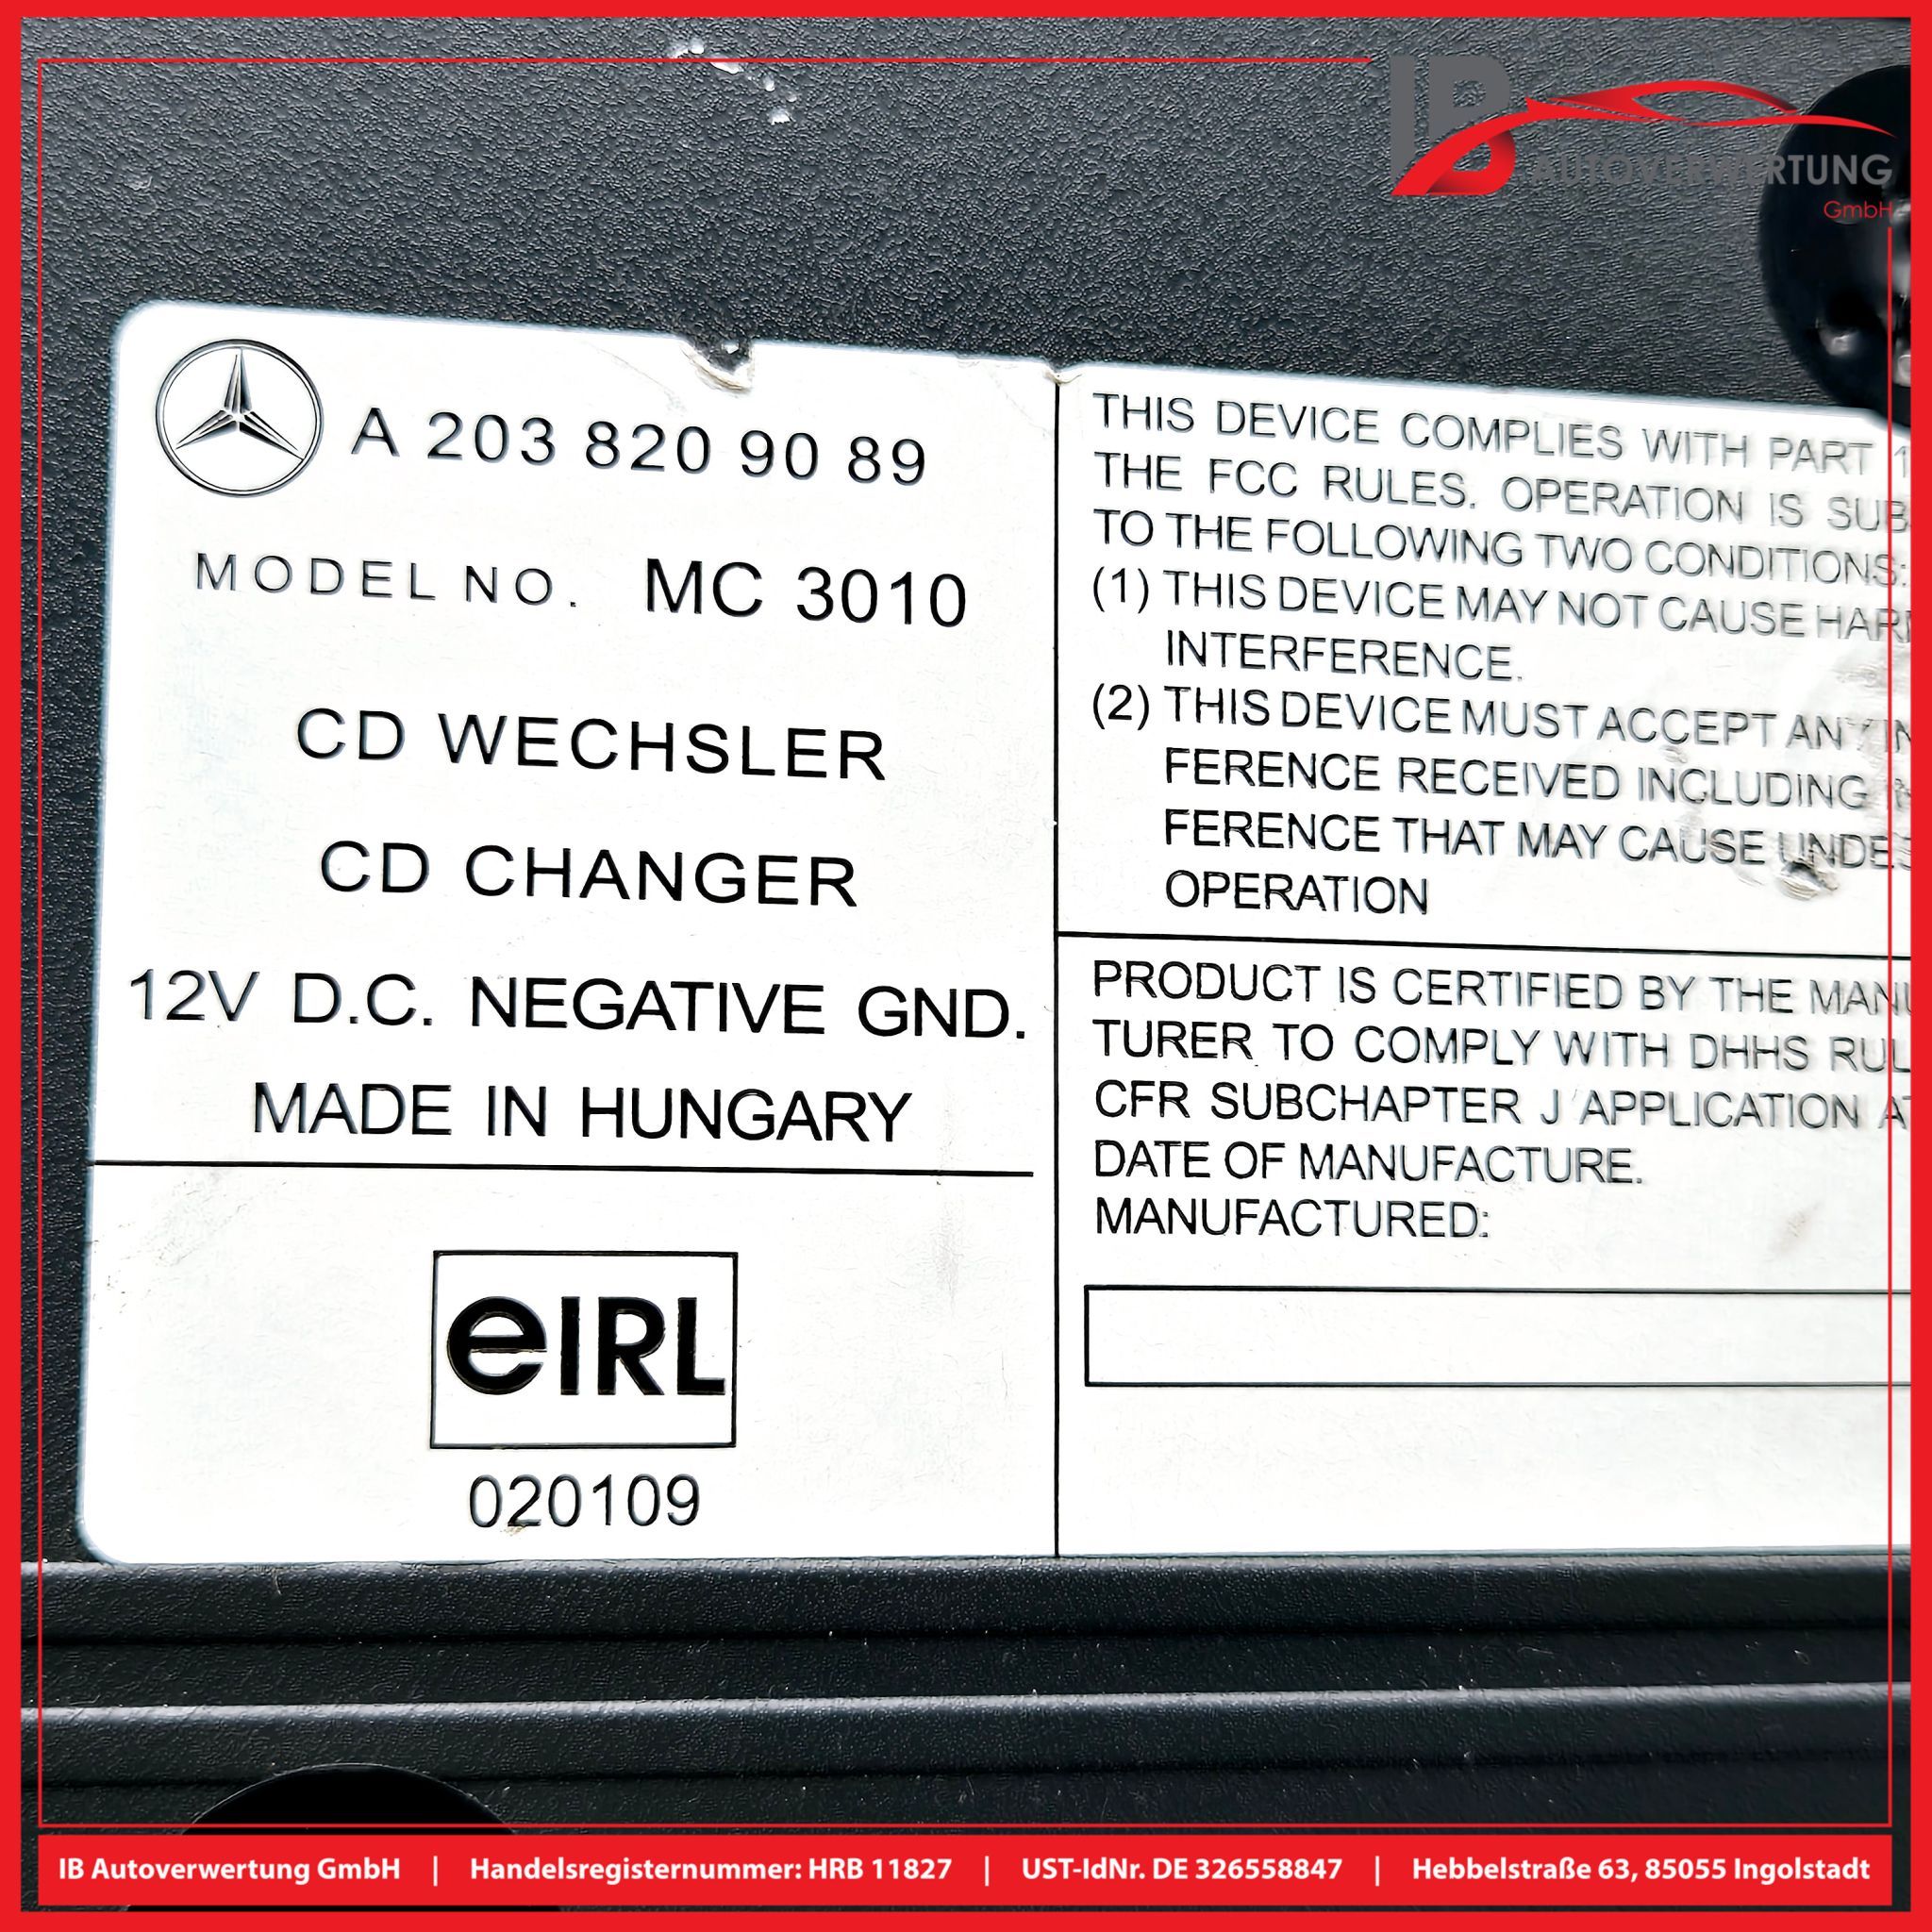 IB
AUTOVERWERTUNG
GmbH
A 203 820 90 89
MODEL NO. MC 3010
CD WECHSLER
CD CHANGER
12V D.C. NEGATIVE GND.
MADE IN HUNGARY
eIRL
020109
THIS DEVICE COMPLIES WITH PART
THE FCC RULES. OPERATION IS
TO THE FOLLOWING TWO CONDITIONS:
(1) THIS DEVICE MAY NOT CAUSE
INTERFERENCE.
(2) THIS DEVICE MUST ACCEPT ANY
FERENCE RECEIVED INCLUDING
FERENCE THAT MAY CAUSE
OPERATION
PRODUCT IS CERTIFIED BY THE
TURER TO COMPLY WITH DHHS
CFR SUBCHAPTER J APPLICATION
DATE OF MANUFACTURE.
MANUFACTURED:
IB Autoverwertung GmbH | Handelsregisternummer: HRB 11827 | UST-IdNr. DE 326558847 | Hebbelstraße 63, 85055 Ingolstadt